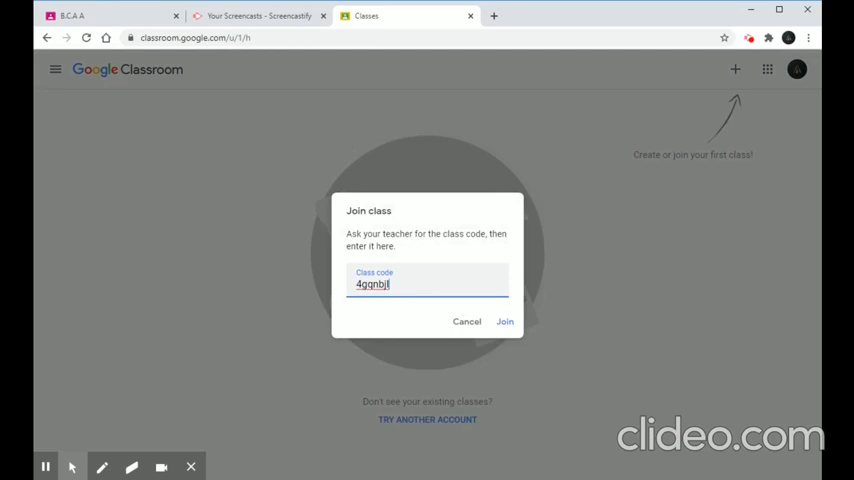 B.C.A A
Your Screencasts - Screencastify
Classes
classroom.google.com/u/1/h
Google Classroom
Create or join your first class!
Join class
Ask your teacher for the class code, then
enter it here.
Class code
Cancel
Join
Don't see your existing classes?
TRY ANOTHER ACCOUNT
clideo.com